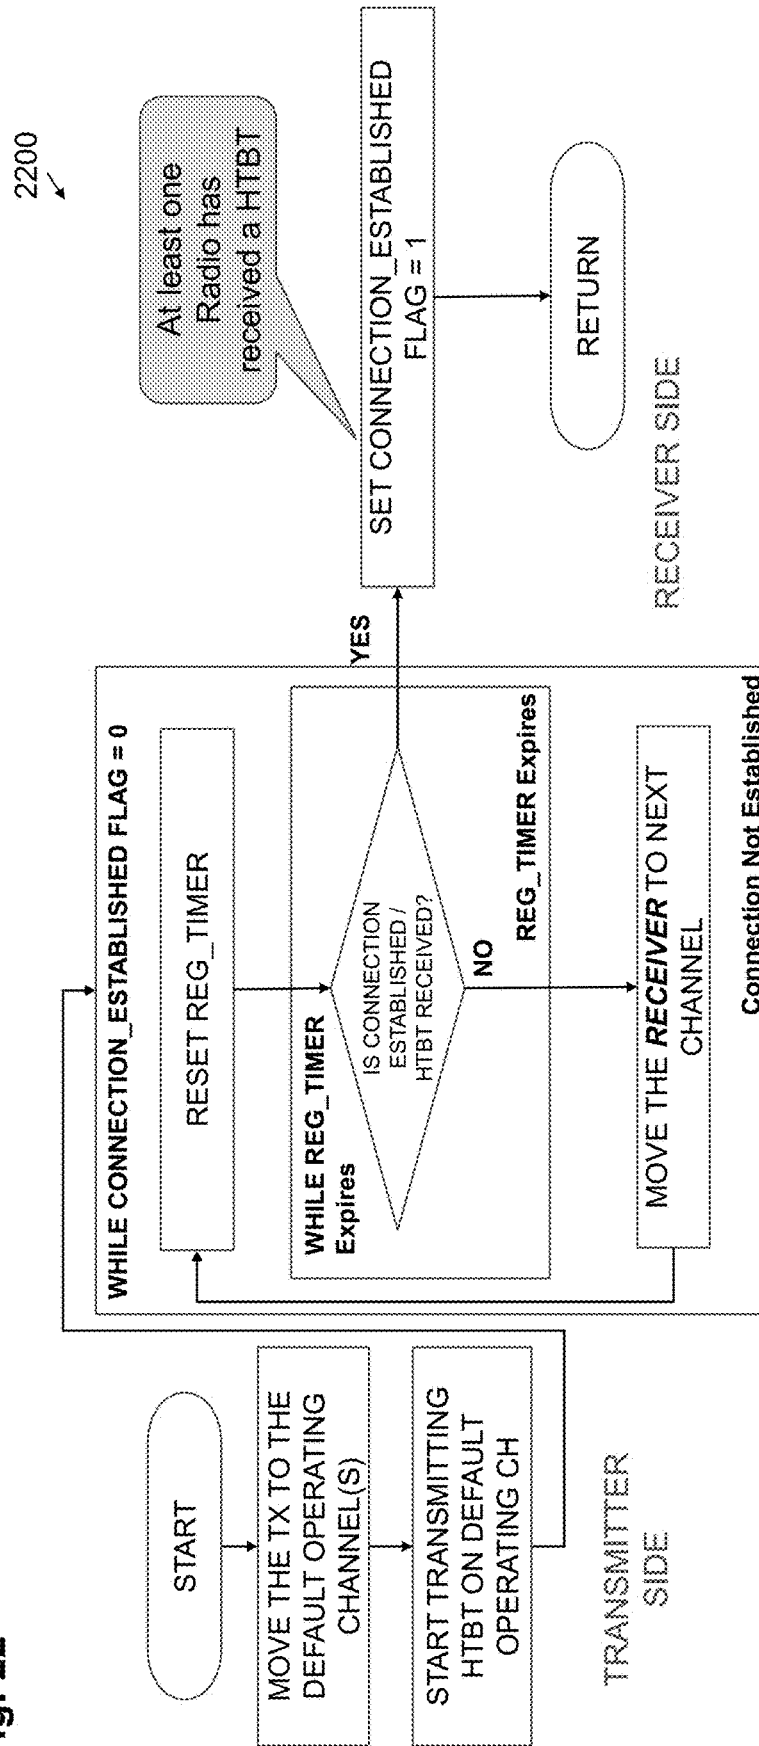 2200
START
MOVE THE TX TO THE
DEFAULT OPERATING
CHANNEL(S)
START TRANSMITTING
HTBT ON DEFAULT
OPERATING CH
TRANSMITTER
SIDE
WHILE CONNECTION_ESTABLISHED FLAG = 0
RESET REG_TIMER
WHILE REG_TIMER
Expires
IS CONNECTION
ESTABLISHED /
HTBT RECEIVED?
NO
REG_TIMER Expires
MOVE THE RECEIVER TO NEXT
CHANNEL
Connection Not Established
YES
At least one
Radio has
received a HTBT
SET CONNECTION_ESTABLISHED
FLAG = 1
RETURN
RECEIVER SIDE